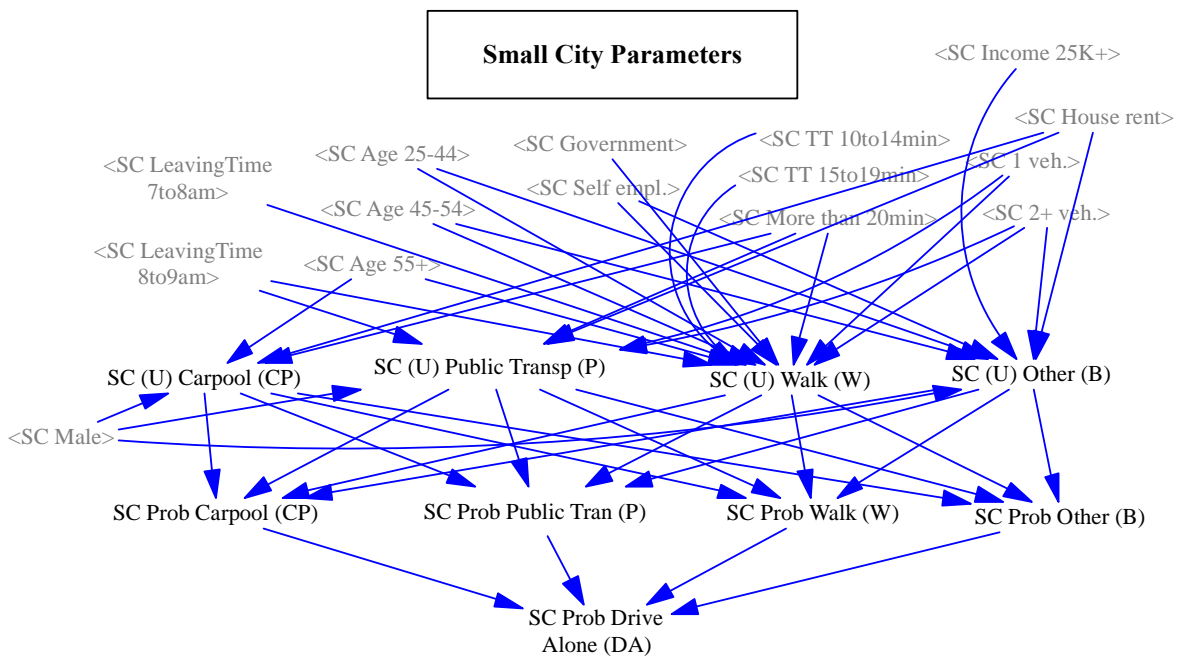 Small City Parameters
<SC Income 25K+>
<SC House rent>
<SC Government>
<SC TT 10to14min>
<SC LeavingTime
7to8am>
<SC Age 25-44>
<SC 1 veh.>
<SC Self empl.>
<SC TT 15to19min>
<SC Age 45-54>
<SC More than 20min>
<SC 2+ veh.>
<SC LeavingTime
8to9am>
<SC Age 55+>
SC (U) Carpool (CP)
SC (U) Public Transp (P)
SC (U) Walk (W)
SC (U) Other (B)
<SC Male>
SC Prob Carpool (CP)
SC Prob Public Tran (P)
SC Prob Walk (W)
SC Prob Other (B)
SC Prob Drive
Alone (DA)